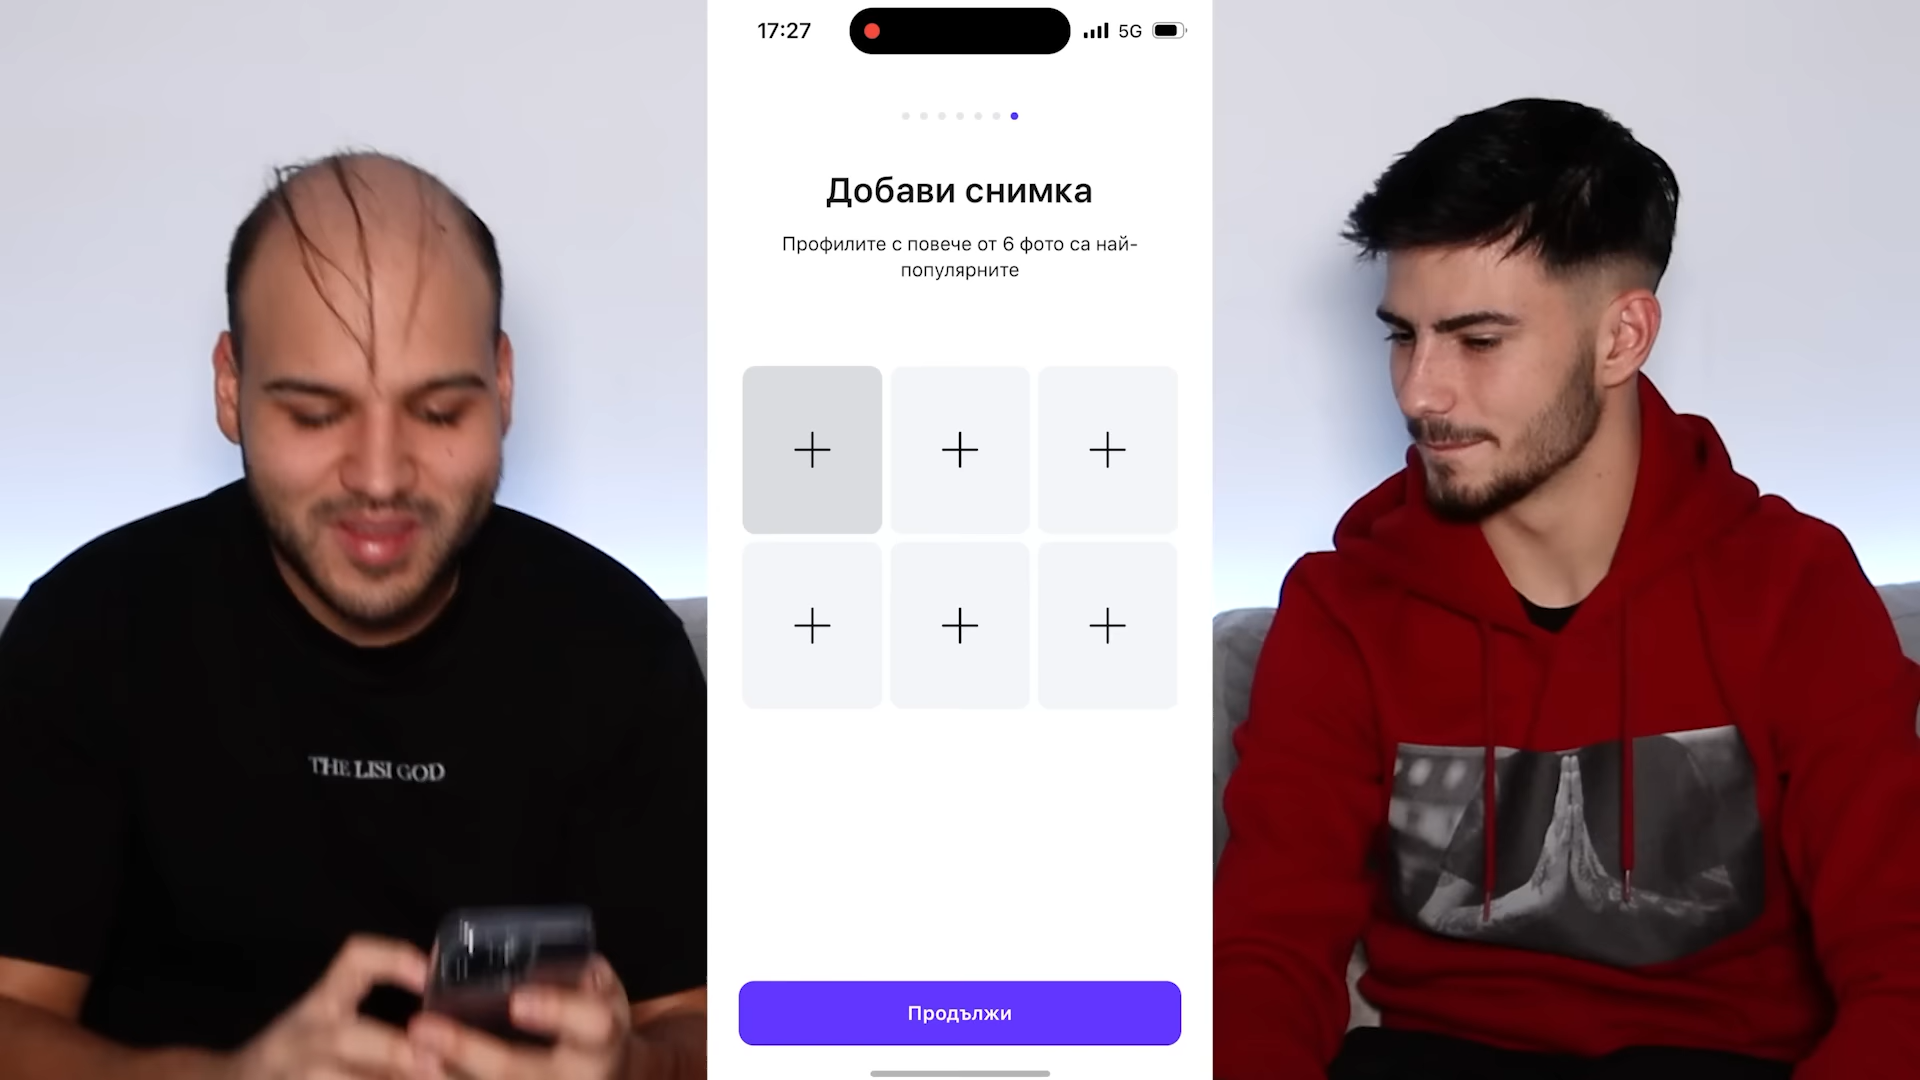 17:27
5G
Добави снимка
Профилите с повече от 6 фото са най-
популярните
THE LISI GOD
Продължи